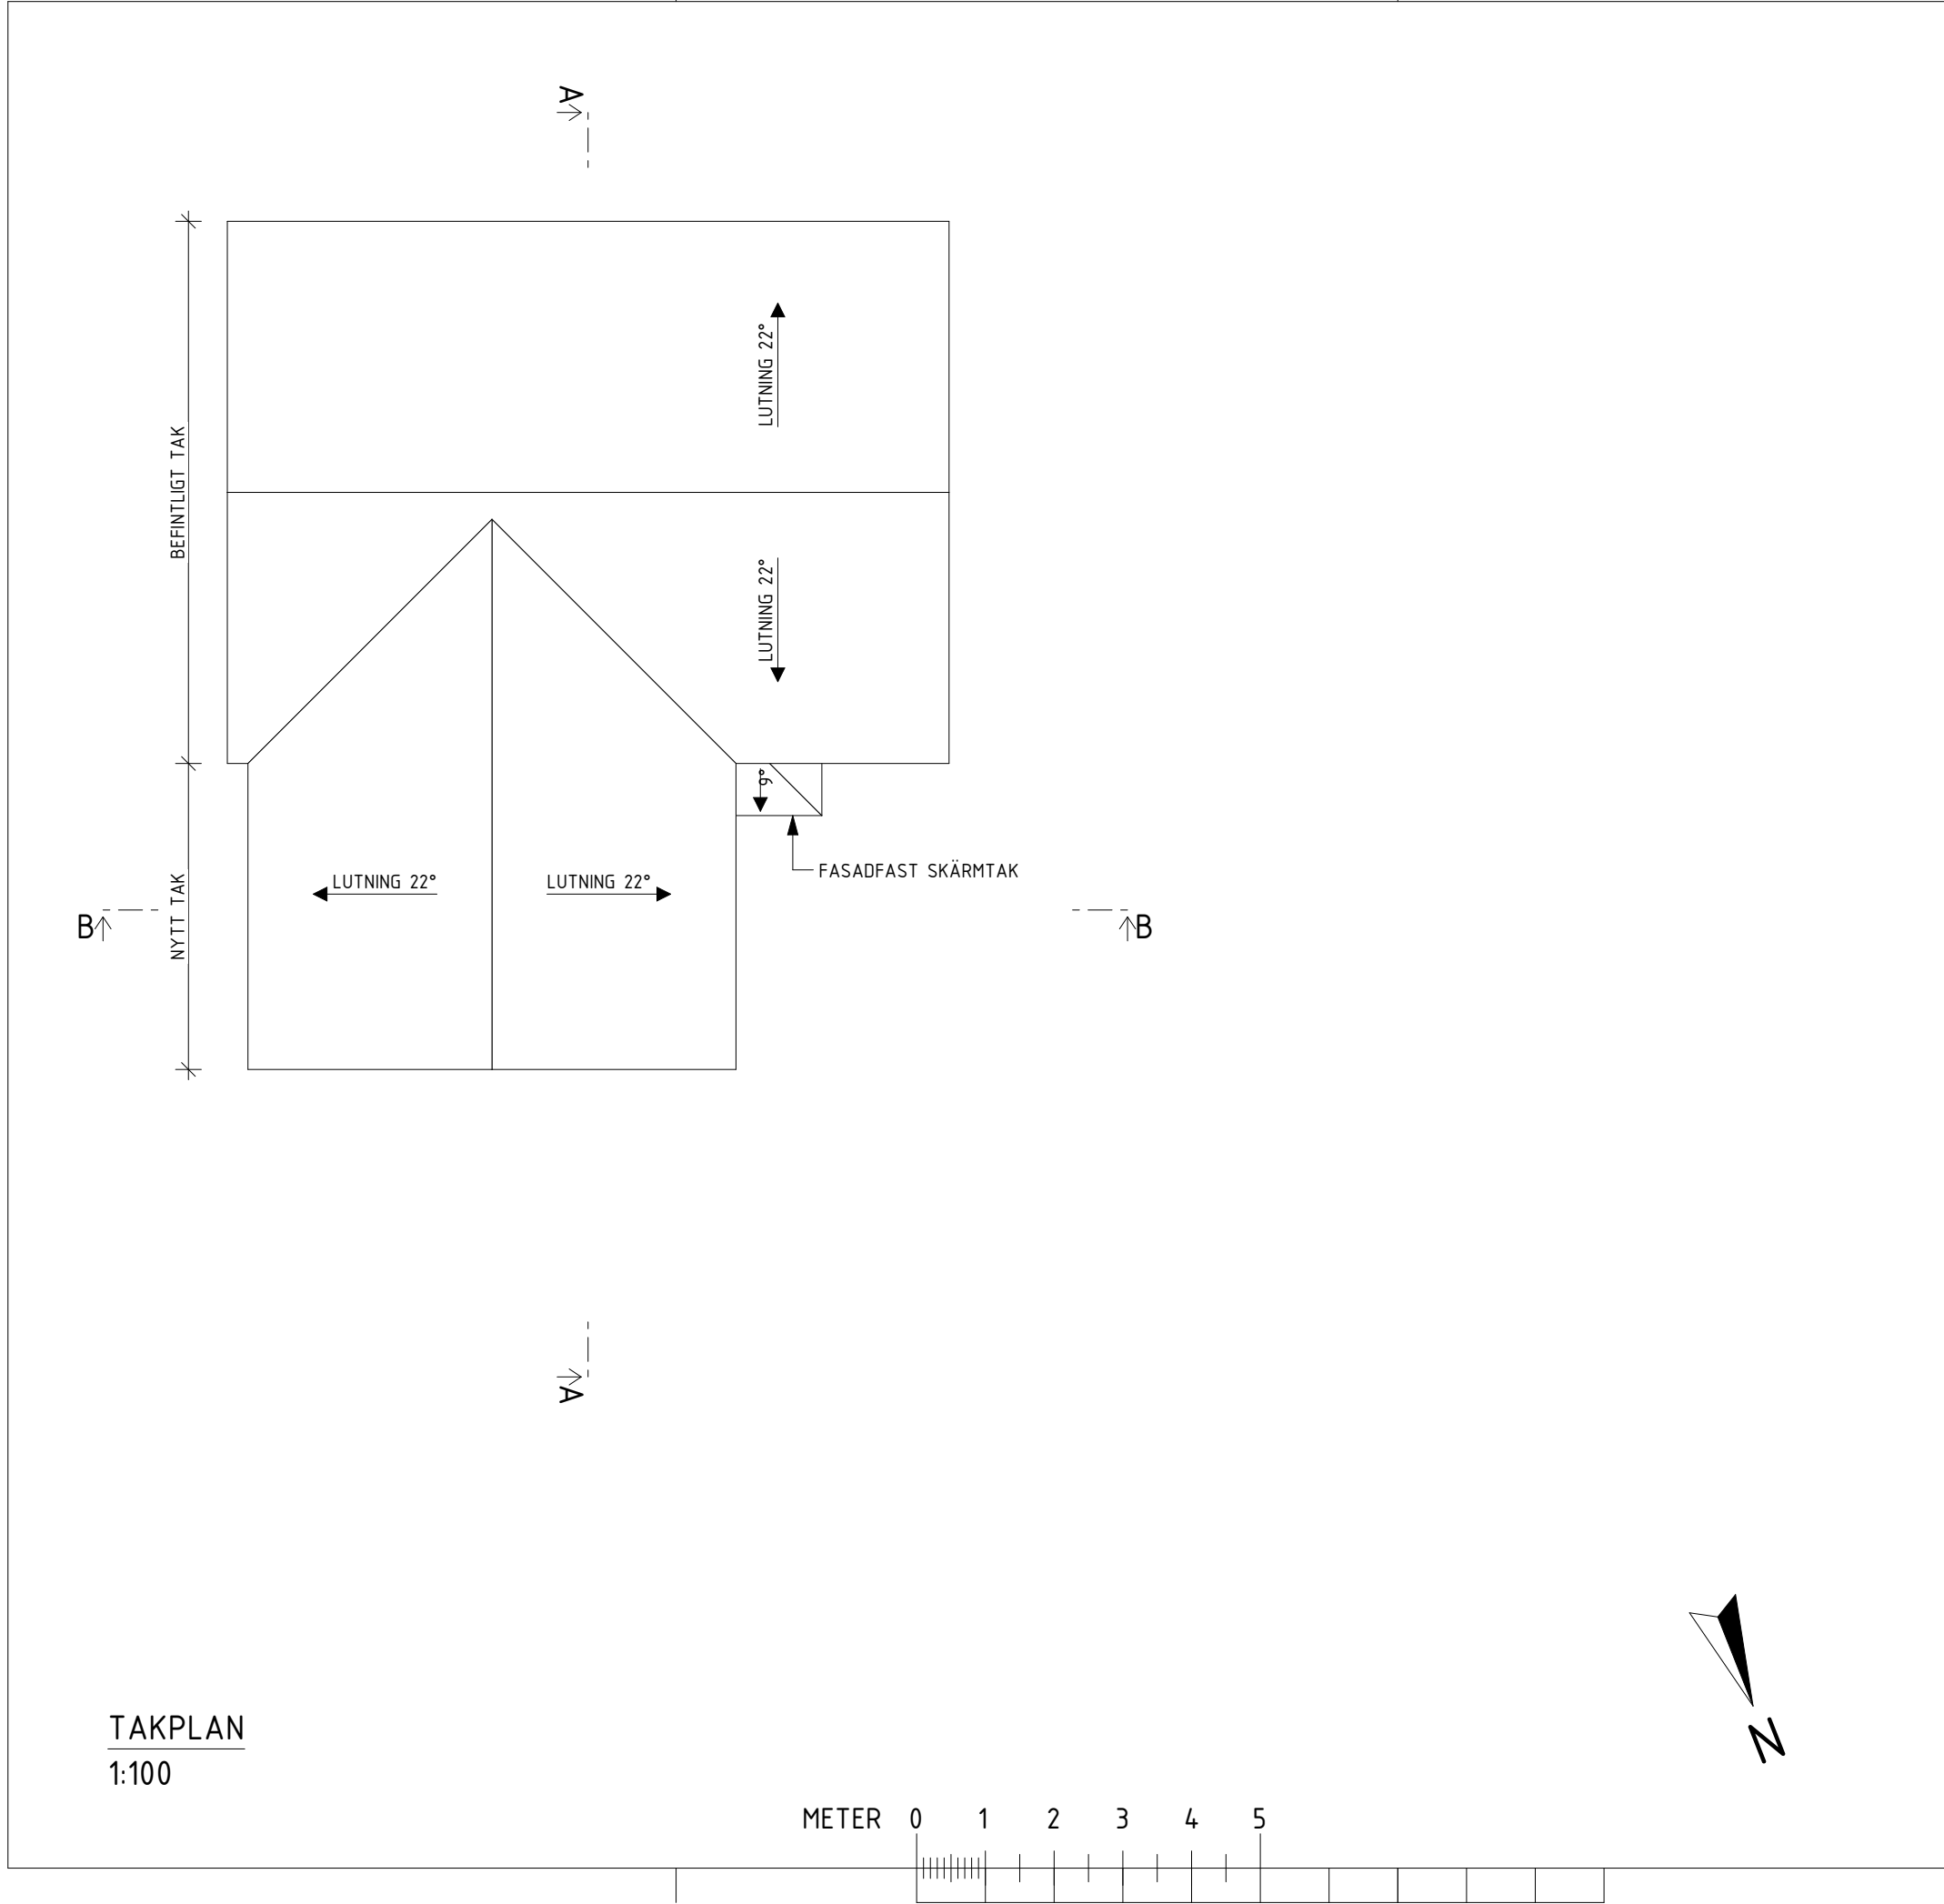 A
LUTNING 22°
BEFINTLIGT TAK
LUTNING 22°
9°
FASADFAST SKÄRMTAK
LUTNING 22°
LUTNING 22°
NYTT TAK
B
B
A
N
TAKPLAN
1:100
METER 0 1 2 3 4 5